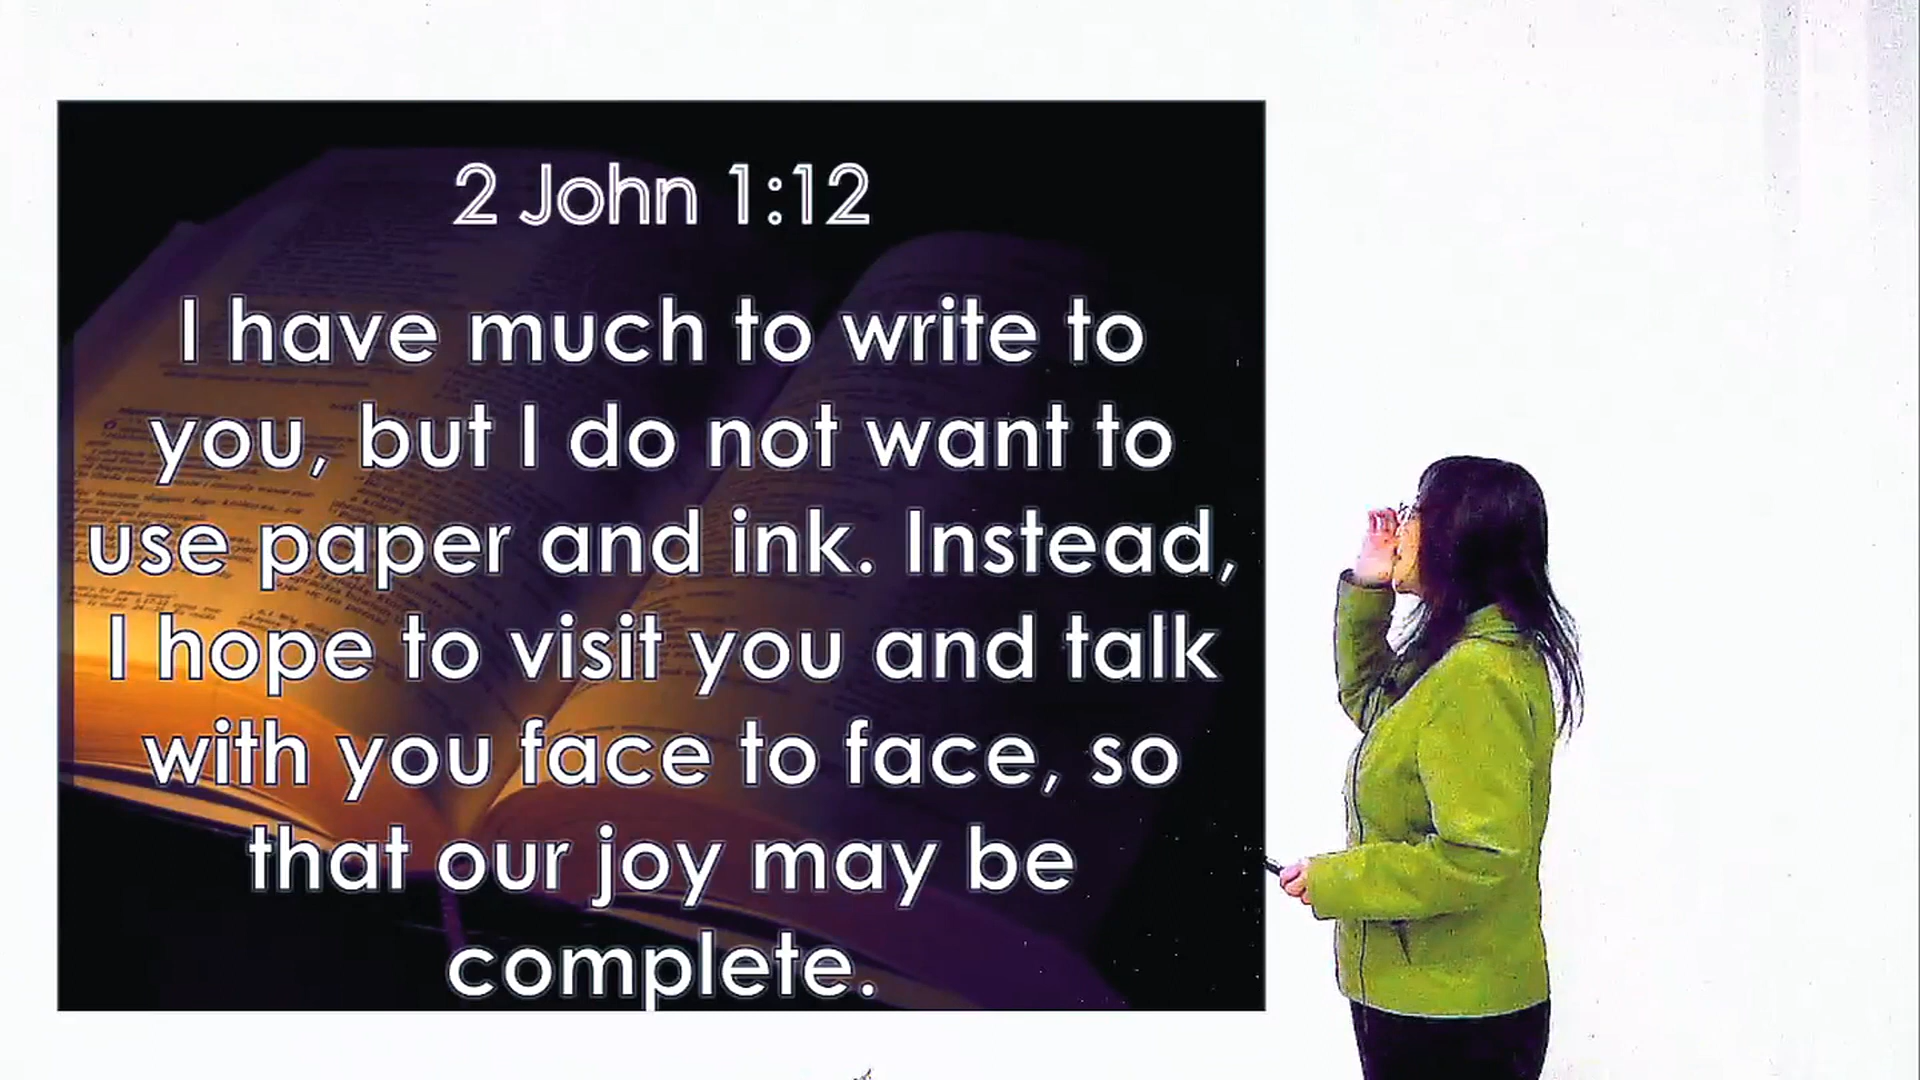 2 John 1:12
I have much to write to
you, but I do not want to
use paper and ink. Instead,
I hope to visit you and talk
with you face to face, so
that our joy may be
complete.